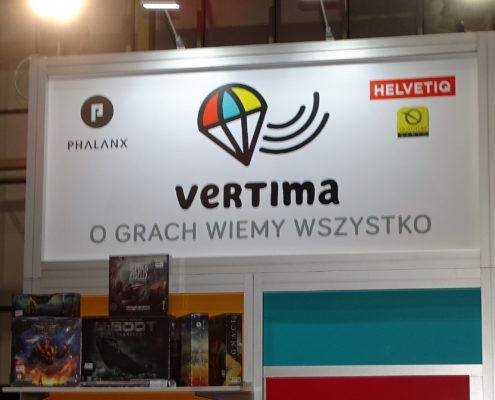 PHALANX
HELVETIQ
VERTIMA
O GRACH WIEMY WSZYSTKO